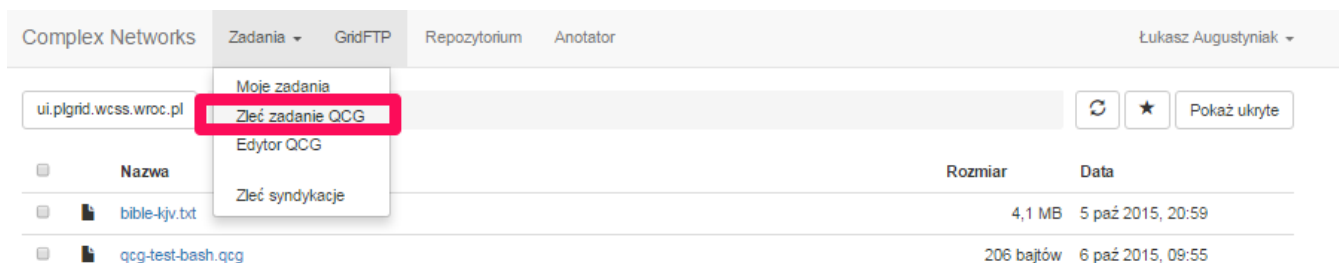 Complex Networks Zadania GridFTP Repozytorium Anotator Łukasz Augustyniak
Moje zadania
ui.plgrid.wcss.wroc.pl Zleć zadanie QCG Pokaż ukryte
Edytor QCG
Nazwa Rozmiar Data
Zleć syndykacje
bible-kjv.txt 4,1 MB 5 paź 2015, 20:59
qcg-test-bash.qcg 206 bajtów 6 paź 2015, 09:55